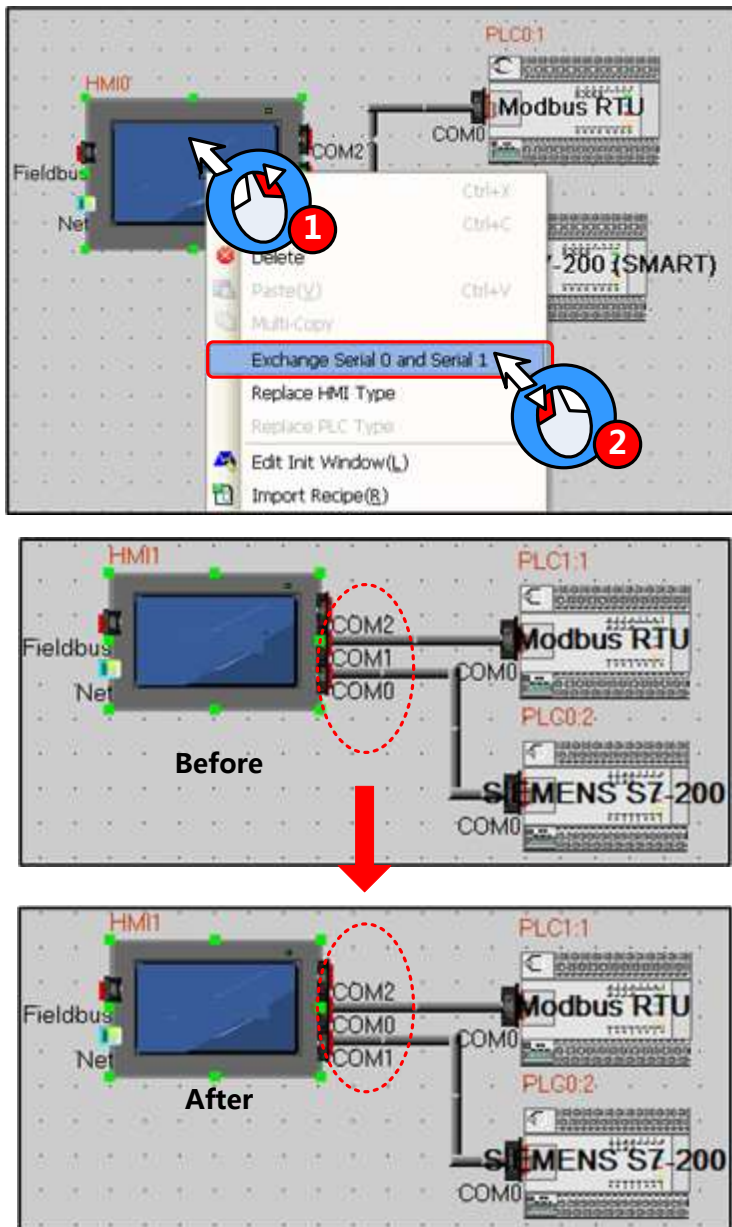 PLC0:1
HMI0
Modbus RTU
COM2
COM0
Fieldbus
Net
1
Ctrl+X
Ctrl+C
Delete
7-200 (SMART)
Paste(V)
Ctrl+V
Multi-Copy
Exchange Serial 0 and Serial 1
Replace HMI Type
Replace PLC Type
2
Edit Init Window(L)
Import Recipe(R)
HMI1
PLC1:1
COM2
Modbus RTU
Fieldbus
COM1
COM0
Net
COM0
PLC0:2
Before
SIEMENS S7-200
COM0
HMI1
PLC1:1
COM2
Modbus RTU
Fieldbus
COM0
COM0
Net
COM1
PLC0:2
After
SIEMENS S7-200
COM0